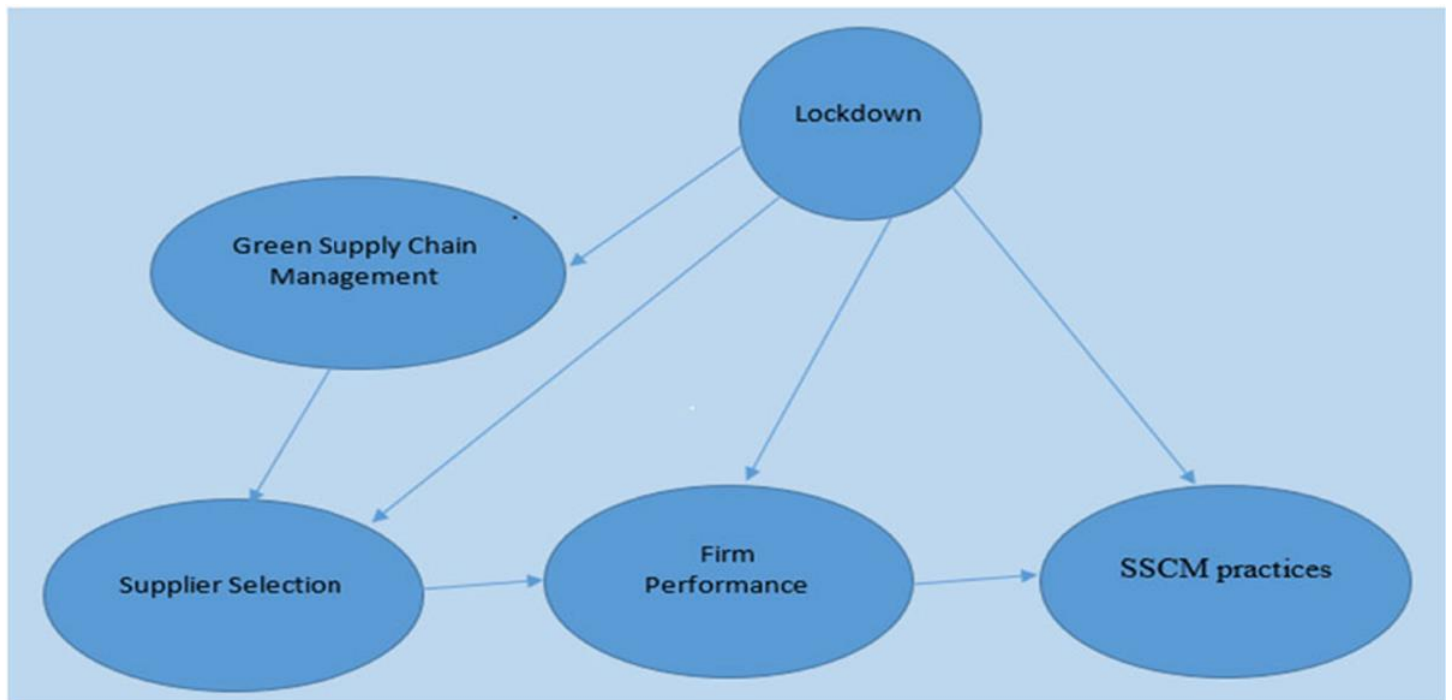 Lockdown
Green Supply Chain
Management
Supplier Selection
Firm
Performance
SSCM practices